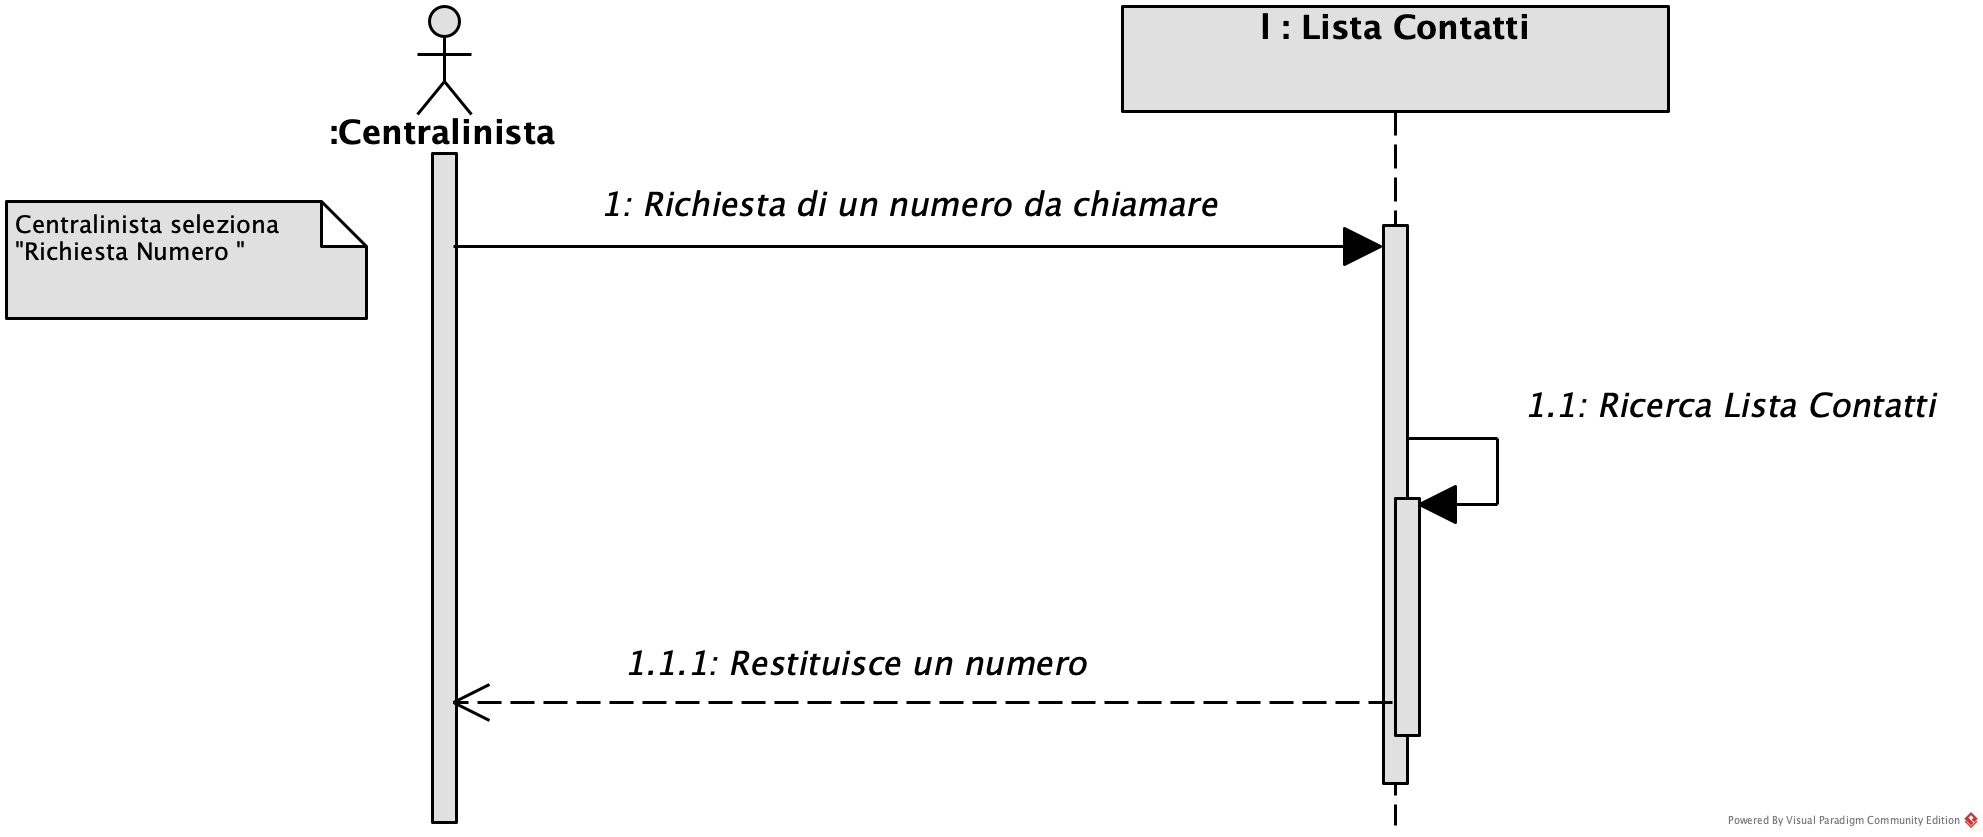 l : Lista Contatti
:Centralinista
1: Richiesta di un numero da chiamare
Centralinista seleziona
"Richiesta Numero "
1.1: Ricerca Lista Contatti
1.1.1: Restituisce un numero
Powered By Visual Paradigm Community Edition